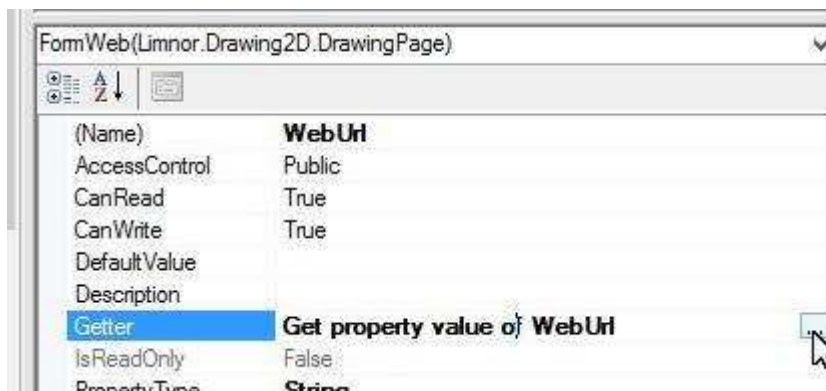 FormWeb(Limnor.Drawing2D.DrawingPage)
A
Z
(Name) WebUrl
AccessControl Public
CanRead True
CanWrite True
DefaultValue
Description
Getter Get property value of WebUrl ...
IsReadOnly False
PropertyType String